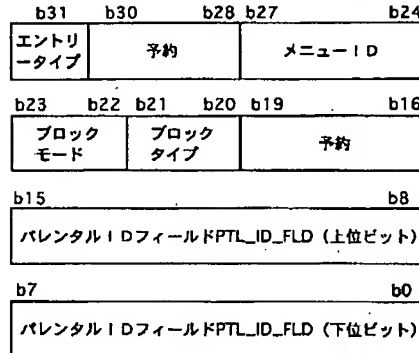 b31 b30 b28 b27 b24
エントリータイプ 予約 メニューID
b23 b22 b21 b20 b19 b16
ブロックモード ブロックタイプ 予約
b15 b8
パレンタルIDフィールドPTL_ID_FLD（上位ビット）
b7 b0
パレンタルIDフィールドPTL_ID_FLD（下位ビット）